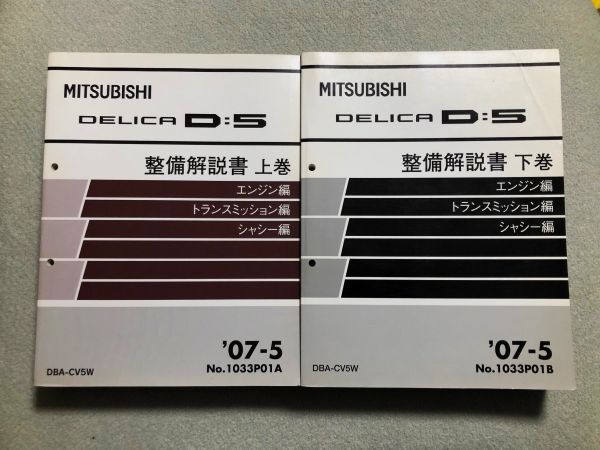 MITSUBISHI
DELICA D:5
整備解説書 上巻
エンジン編
トランスミッション編
シャシー編
'07-5
DBA-CV5W
No.1033P01A
MITSUBISHI
DELICA D:5
整備解説書 下巻
エンジン編
トランスミッション編
シャシー編
'07-5
DBA-CV5W
No.1033P01B